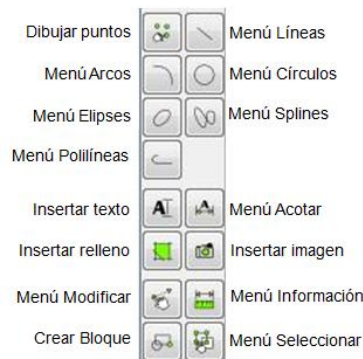 Dibujar puntos Menú Líneas
Menú Arcos Menú Círculos
Menú Elipses Menú Splines
Menú Polilíneas
Insertar texto Menú Acotar
Insertar relleno Insertar imagen
Menú Modificar Menú Información
Crear Bloque Menú Seleccionar